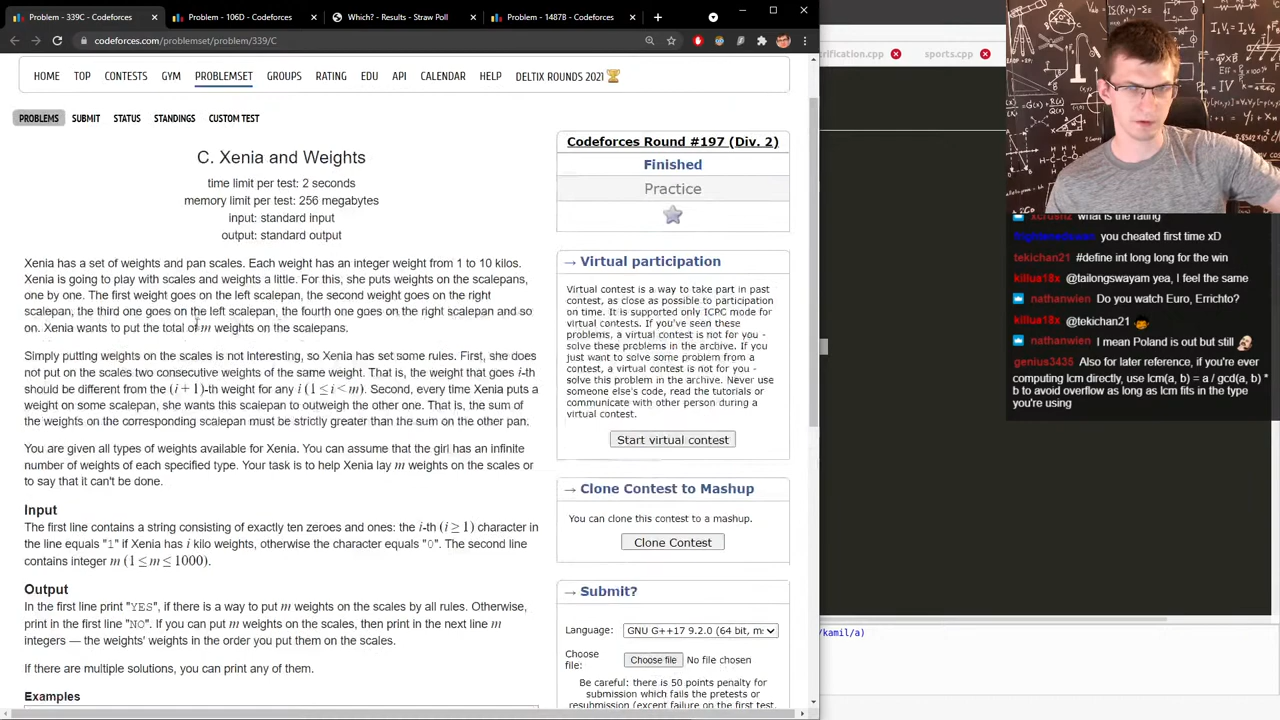 Problem - 339C - Codeforces
Problem - 106D - Codeforces
Which? - Results - Straw Poll
Problem - 1487B - Codeforces
codeforces.com/problemset/problem/339/C
trification.cpp
sports.cpp
HOME TOP CONTESTS GYM PROBLEMSET GROUPS RATING EDU API CALENDAR HELP DELTIX ROUNDS 2021
PROBLEMS SUBMIT STATUS STANDINGS CUSTOM TEST
C. Xenia and Weights
time limit per test: 2 seconds
memory limit per test: 256 megabytes
input: standard input
output: standard output
Xenia has a set of weights and pan scales. Each weight has an integer weight from 1 to 10 kilos.
Xenia is going to play with scales and weights a little. For this, she puts weights on the scalepans,
one by one. The first weight goes on the left scalepan, the second weight goes on the right
scalepan, the third one goes on the left scalepan, the fourth one goes on the right scalepan and so
on. Xenia wants to put the total of m weights on the scalepans.
Simply putting weights on the scales is not interesting, so Xenia has set some rules. First, she does
not put on the scales two consecutive weights of the same weight. That is, the weight that goes i-th
should be different from the (i + 1)-th weight for any i (1 ≤ i < m). Second, every time Xenia puts a
weight on some scalepan, she wants this scalepan to outweigh the other one. That is, the sum of
the weights on the corresponding scalepan must be strictly greater than the sum on the other pan.
You are given all types of weights available for Xenia. You can assume that the girl has an infinite
number of weights of each specified type. Your task is to help Xenia lay m weights on the scales or
to say that it can't be done.
Input
The first line contains a string consisting of exactly ten zeroes and ones: the i-th (i ≥ 1) character in
the line equals "1" if Xenia has i kilo weights, otherwise the character equals "0". The second line
contains integer m (1 ≤ m ≤ 1000).
Output
In the first line print "YES", if there is a way to put m weights on the scales by all rules. Otherwise,
print in the first line "NO". If you can put m weights on the scales, then print in the next line m
integers — the weights' weights in the order you put them on the scales.
If there are multiple solutions, you can print any of them.
Examples
Codeforces Round #197 (Div. 2)
Finished
Practice
→ Virtual participation
Virtual contest is a way to take part in past
contest, as close as possible to participation
on time. It is supported only ICPC mode for
virtual contests. If you've seen these
problems, a virtual contest is not for you -
solve these problems in the archive. If you
just want to solve some problem from a
contest, a virtual contest is not for you -
solve this problem in the archive. Never use
someone else's code, read the tutorials or
communicate with other person during a
virtual contest.
Start virtual contest
→ Clone Contest to Mashup
You can clone this contest to a mashup.
Clone Contest
→ Submit?
Language: GNU G++17 9.2.0 (64 bit, m:
Choose
file: Choose file No file chosen
Be careful: there is 50 points penalty for
submission which fails the pretests or
resubmission (except failure on the first test,
/kamil/a)
what is the rating
you cheated first time xD
tekichan21 #define int long long for the win
killua18x @tailongswayam yea, I feel the same
nathanwien Do you watch Euro, Errichto?
killua18x @tekichan21
nathanwien I mean Poland is out but still
genius3435 Also for later reference, if you're ever
computing lcm directly, use lcm(a, b) = a / gcd(a, b) *
b to avoid overflow as long as lcm fits in the type
you're using